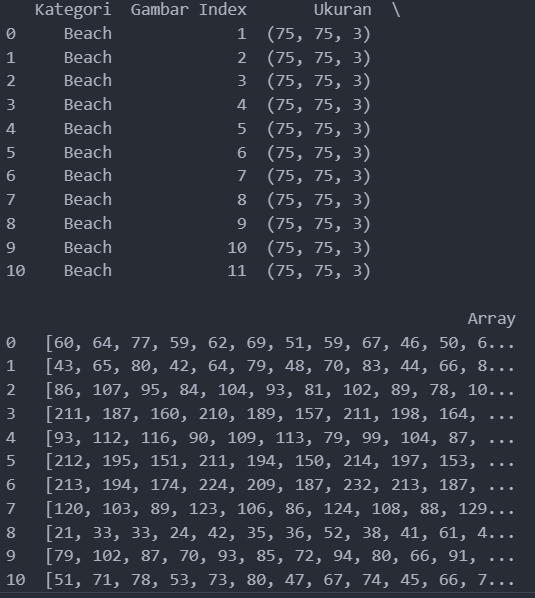 Kategori  Gambar Index       Ukuran  \
0     Beach             1  (75, 75, 3)
1     Beach             2  (75, 75, 3)
2     Beach             3  (75, 75, 3)
3     Beach             4  (75, 75, 3)
4     Beach             5  (75, 75, 3)
5     Beach             6  (75, 75, 3)
6     Beach             7  (75, 75, 3)
7     Beach             8  (75, 75, 3)
8     Beach             9  (75, 75, 3)
9     Beach            10  (75, 75, 3)
10    Beach            11  (75, 75, 3)
Array
0   [60, 64, 77, 59, 62, 69, 51, 59, 67, 46, 50, 6...
1   [43, 65, 80, 42, 64, 79, 48, 70, 83, 44, 66, 8...
2   [86, 107, 95, 84, 104, 93, 81, 102, 89, 78, 10...
3   [211, 187, 160, 210, 189, 157, 211, 198, 164, ...
4   [93, 112, 116, 90, 109, 113, 79, 99, 104, 87, ...
5   [212, 195, 151, 211, 194, 150, 214, 197, 153, ...
6   [213, 194, 174, 224, 209, 187, 232, 213, 187, ...
7   [120, 103, 89, 123, 106, 86, 124, 108, 88, 129...
8   [21, 33, 33, 24, 42, 35, 36, 52, 38, 41, 61, 4...
9   [79, 102, 87, 70, 93, 85, 72, 94, 80, 66, 91, ...
10  [51, 71, 78, 53, 73, 80, 47, 67, 74, 45, 66, 7...